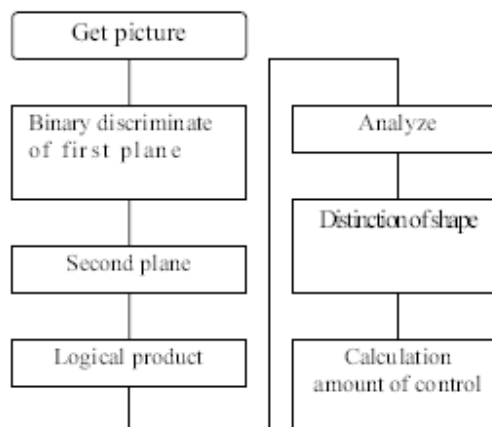 Get picture
Binary discriminate
of first plane
Second plane
Logical product
Analyze
Distinction of shape
Calculation
amount of control